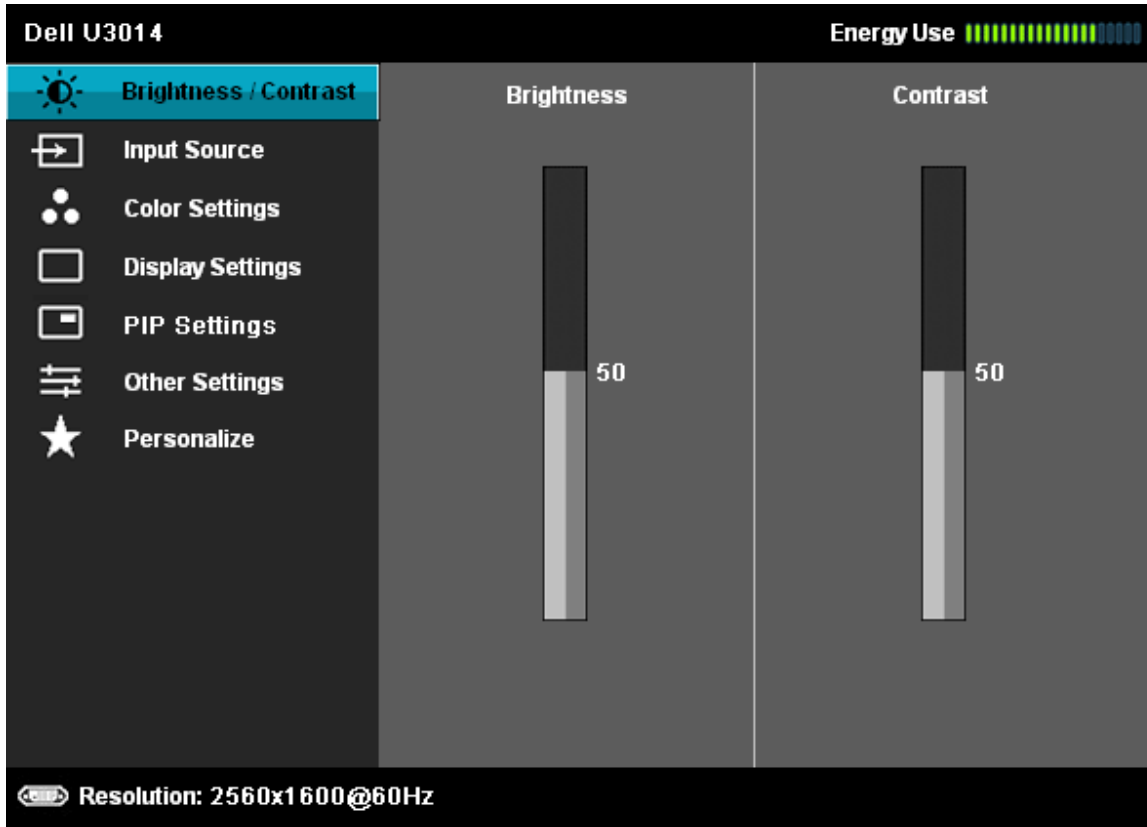 Dell U3014
Energy Use
Brightness / Contrast
Input Source
Color Settings
Display Settings
PIP Settings
Other Settings
Personalize
Brightness
50
Contrast
50
Resolution: 2560x1600@60Hz